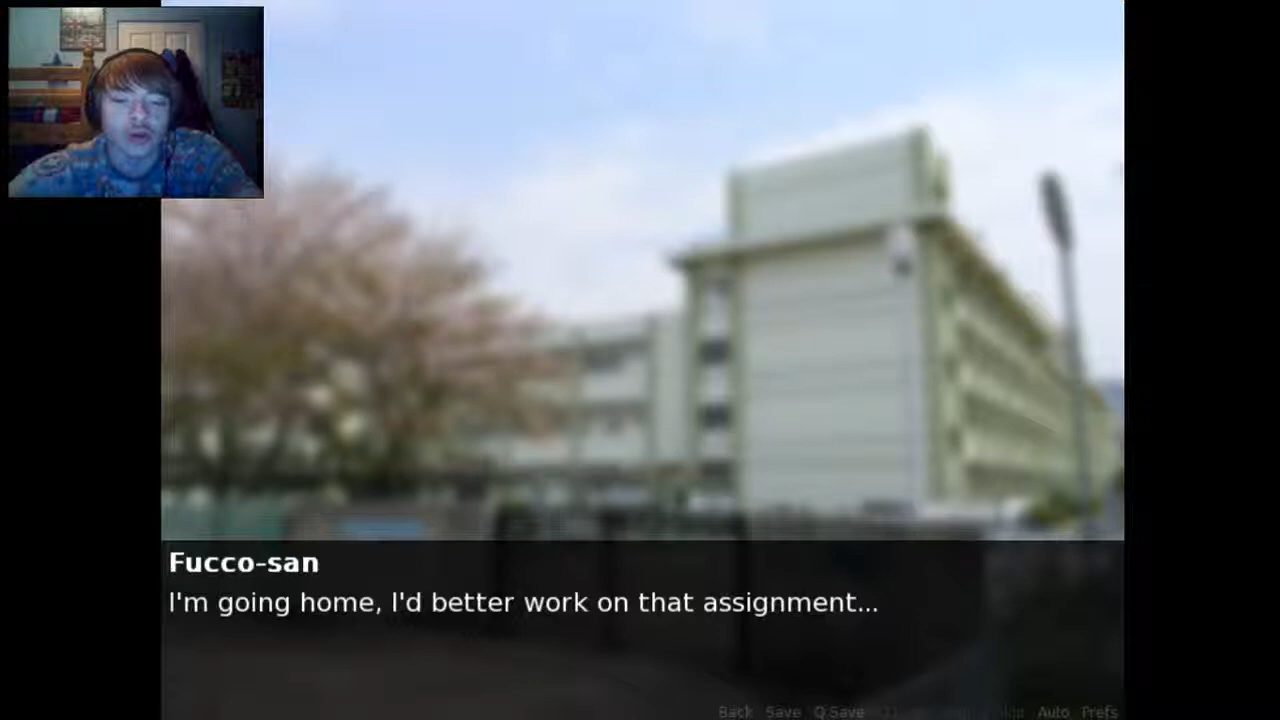 Fucco-san
I'm going home, I'd better work on that assignment...
Back Save Q.Save Auto Prefs